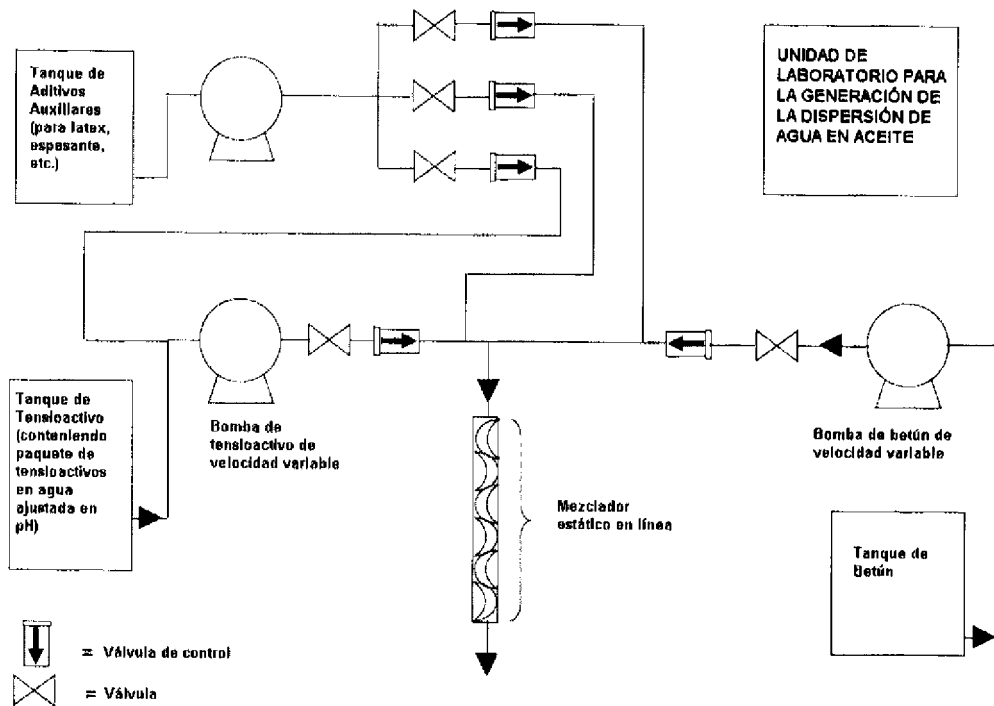 Tanque de
Aditivos
Auxiliares
(para latex,
espesante,
etc.)
UNIDAD DE
LABORATORIO PARA
LA GENERACIÓN DE
LA DISPERSIÓN DE
AGUA EN ACEITE
Tanque de
Tensioactivo
(conteniendo
paquete de
tensioactivos
en agua
ajustada en
pH)
Bomba de
tensioactivo de
velocidad variable
Bomba de betún de
velocidad variable
Mezclador
estático en línea
Tanque de
Betún
= Válvula de control
= Válvula